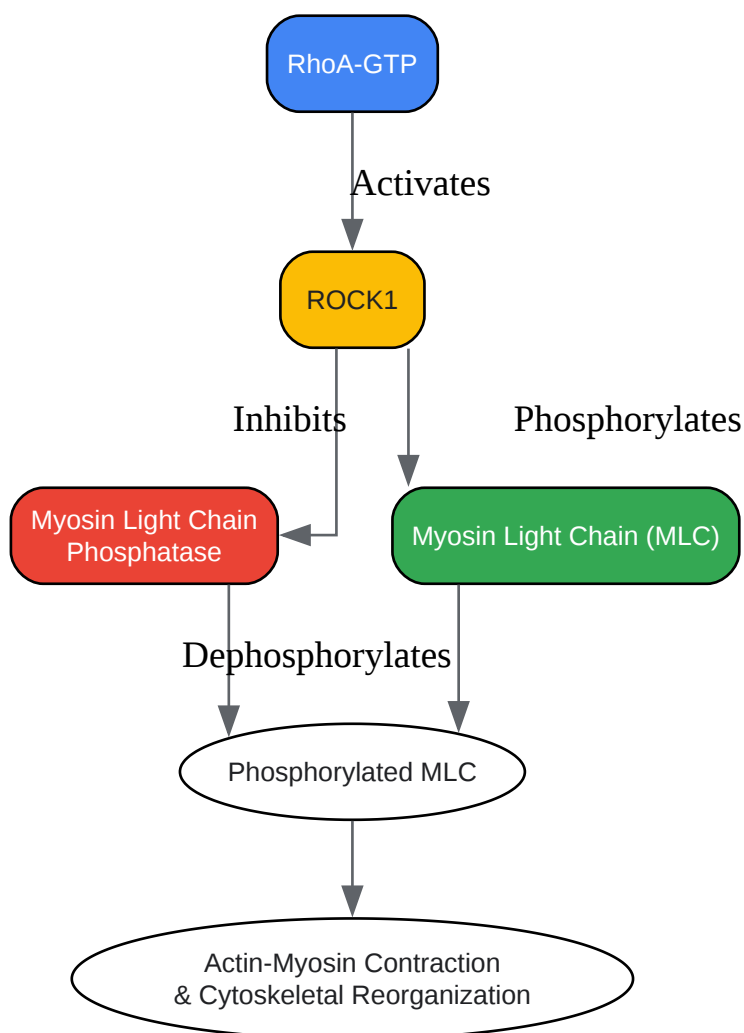 RhoA-GTP
Activates
ROCK1
Inhibits
Phosphorylates
Myosin Light Chain
Phosphatase
Myosin Light Chain (MLC)
Dephosphorylates
Phosphorylated MLC
Actin-Myosin Contraction
& Cytoskeletal Reorganization